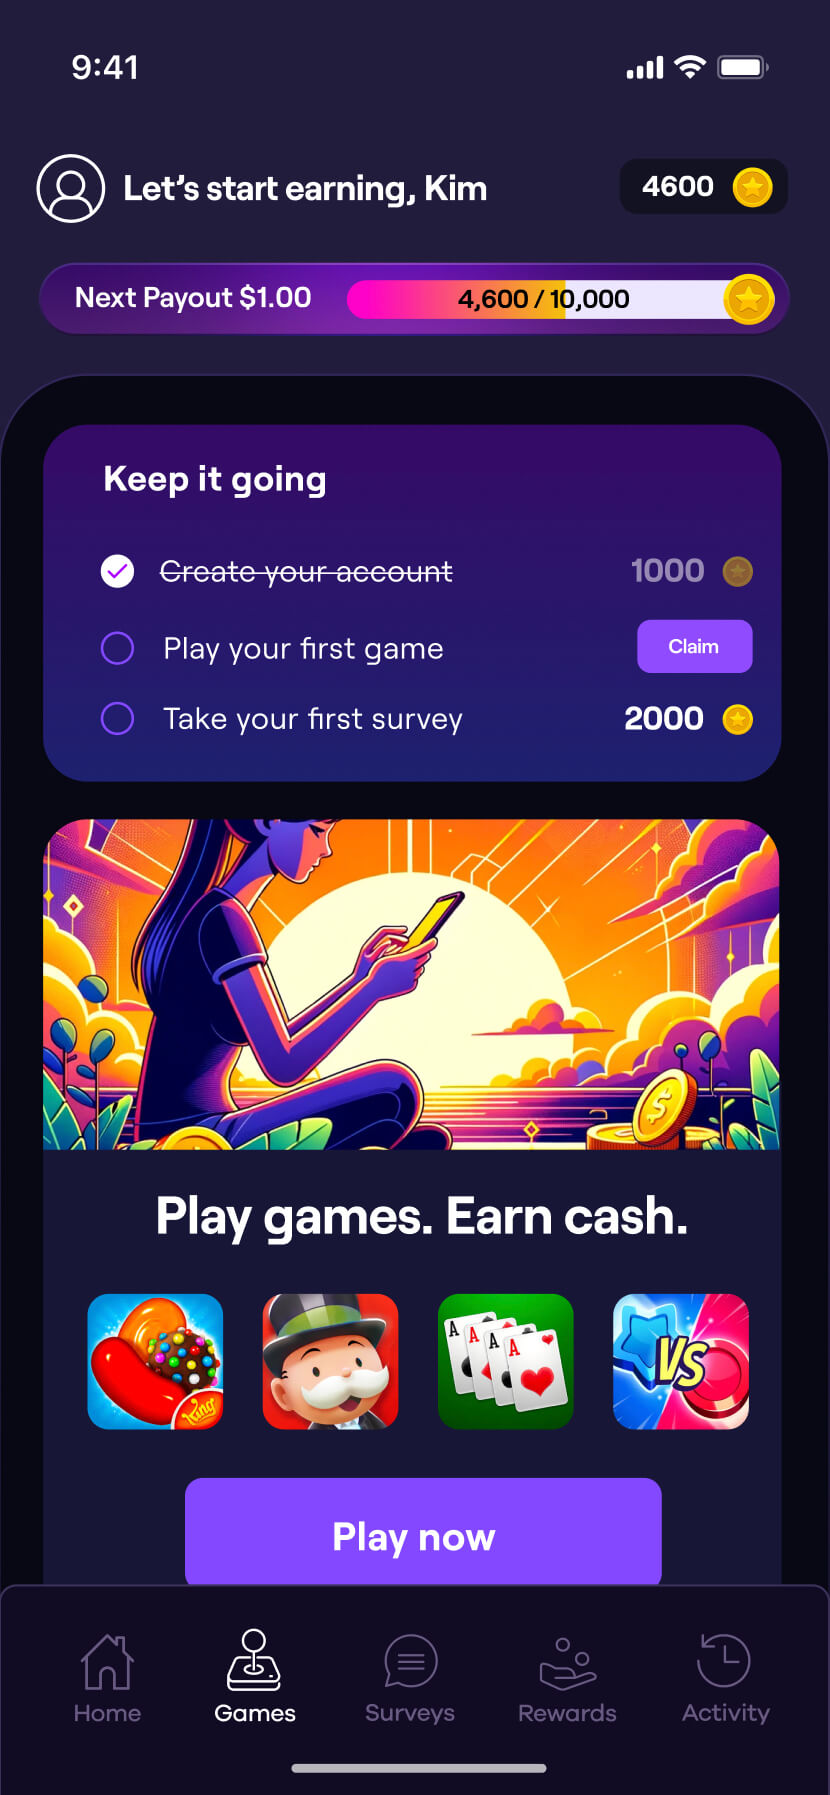 9:41
Let's start earning, Kim
4600
Next Payout $1.00
4,600 / 10,000
Keep it going
Create your account
1000
Play your first game
Claim
Take your first survey
2000
$
Play games. Earn cash.
King
A A A A
VS
Play now
Home
Games
Surveys
Rewards
Activity